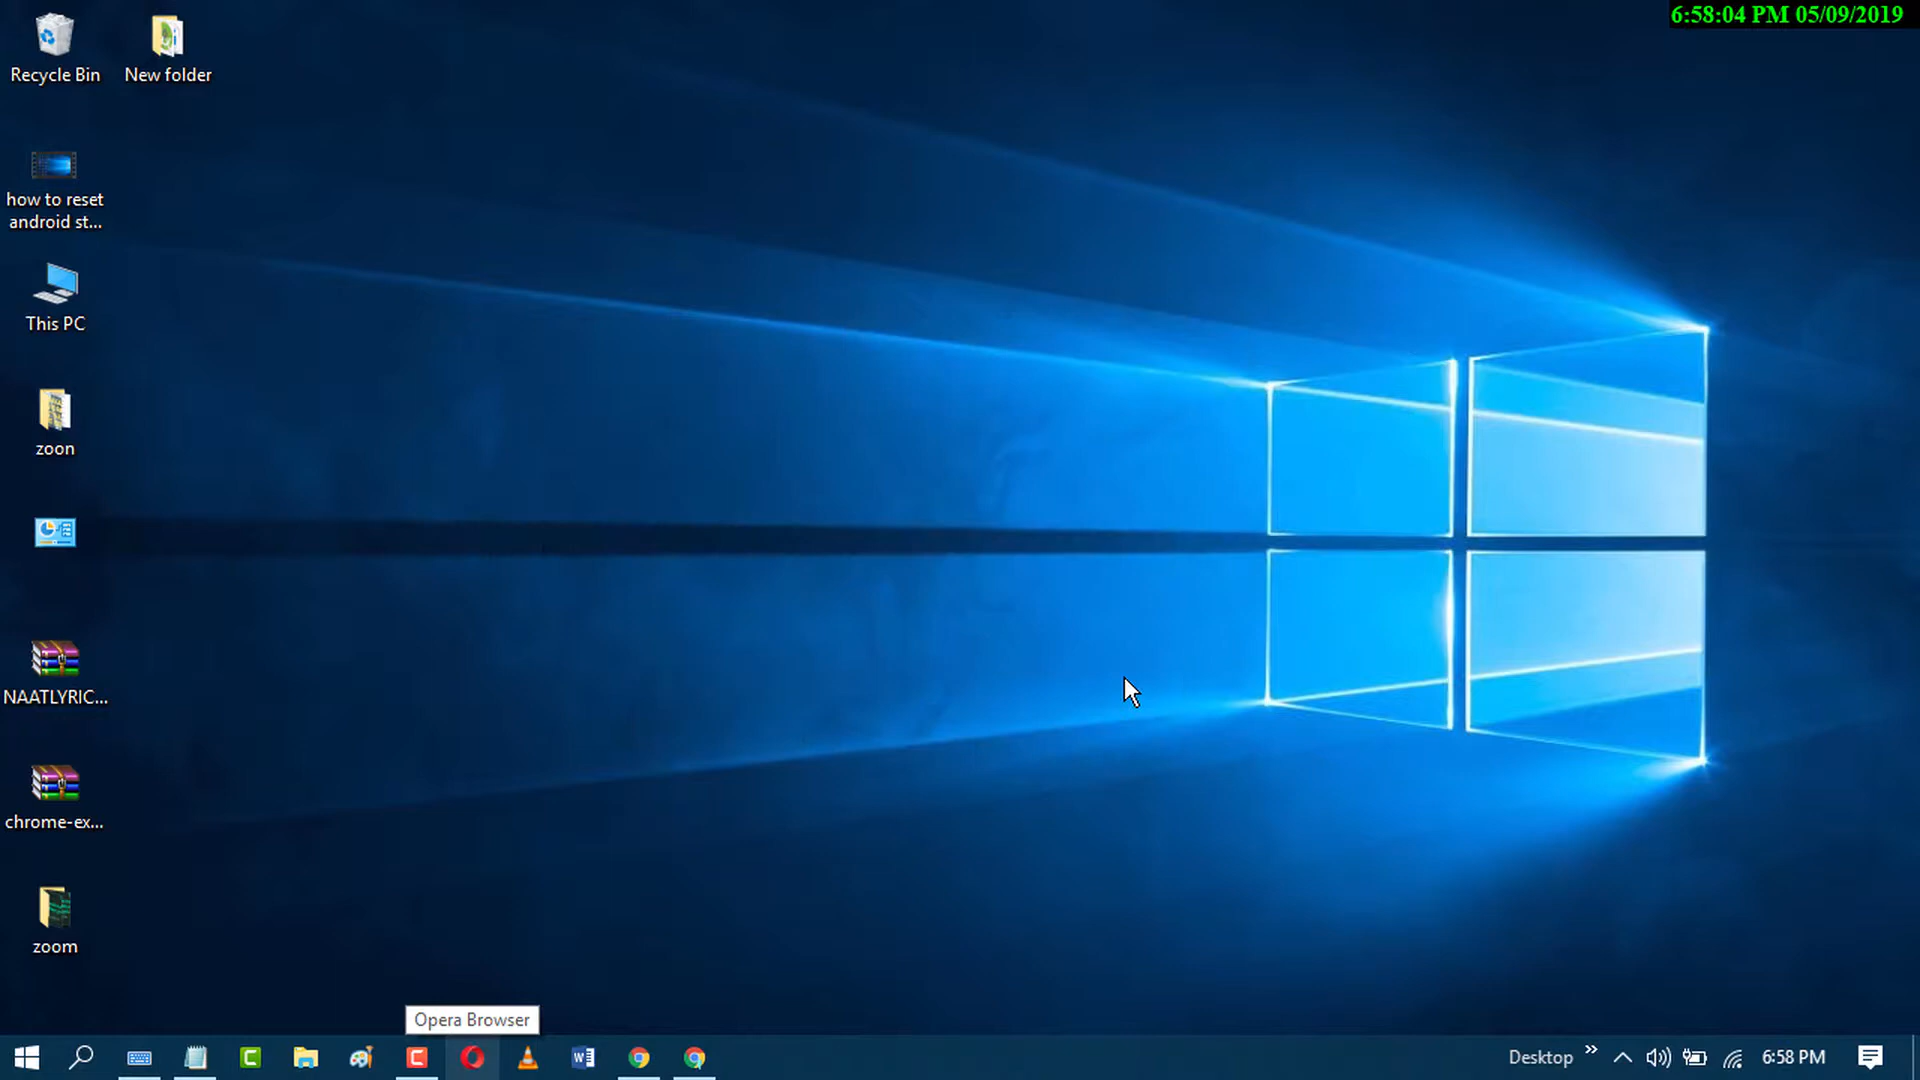 6:58:04 PM 05/09/2019
Recycle Bin
New folder
how to reset
android st...
This PC
zoon
NAATLYRIC...
chrome-ex...
zoom
Opera Browser
Desktop
6:58 PM